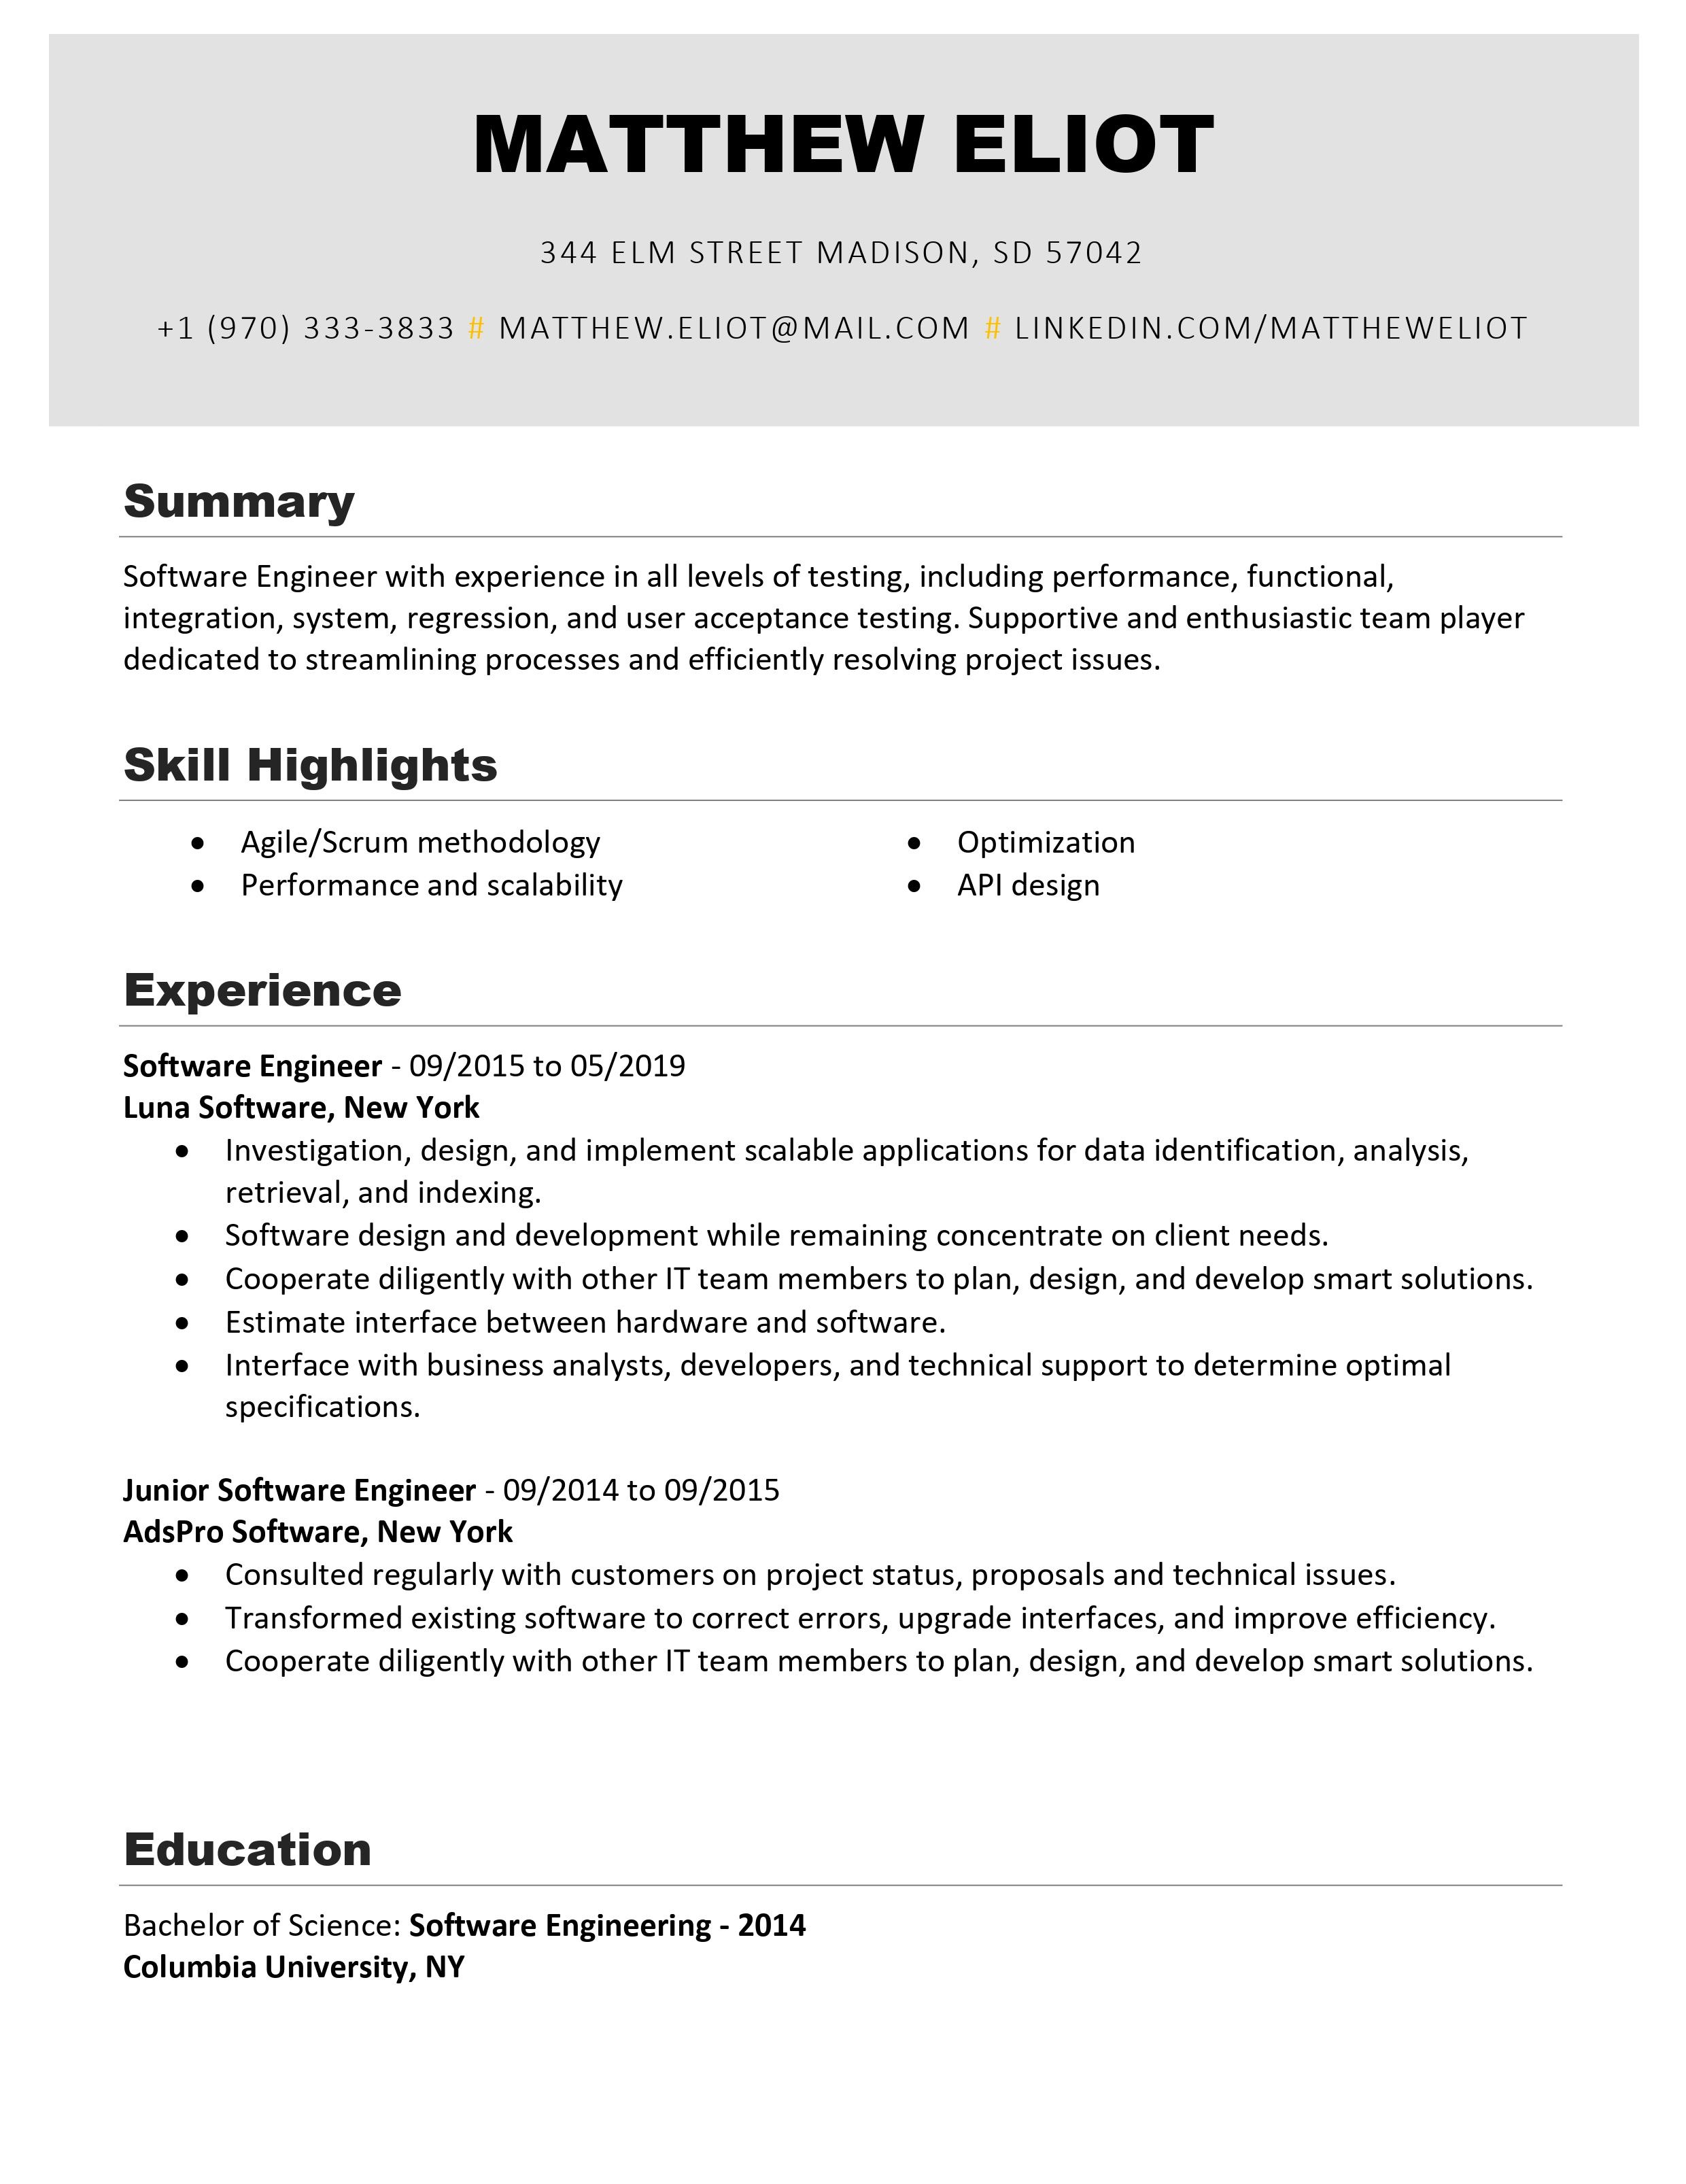 MATTHEW ELIOT
344 ELM STREET MADISON, SD 57042
+1 (970) 333-3833 # MATTHEW.ELIOT@MAIL.COM # LINKEDIN.COM/MATTHEWELIOT
Summary
Software Engineer with experience in all levels of testing, including performance, functional,
integration, system, regression, and user acceptance testing. Supportive and enthusiastic team player
dedicated to streamlining processes and efficiently resolving project issues.
Skill Highlights
• Agile/Scrum methodology
• Performance and scalability
• Optimization
• API design
Experience
Software Engineer - 09/2015 to 05/2019
Luna Software, New York
• Investigation, design, and implement scalable applications for data identification, analysis,
retrieval, and indexing.
• Software design and development while remaining concentrate on client needs.
• Cooperate diligently with other IT team members to plan, design, and develop smart solutions.
• Estimate interface between hardware and software.
• Interface with business analysts, developers, and technical support to determine optimal
specifications.
Junior Software Engineer - 09/2014 to 09/2015
AdsPro Software, New York
• Consulted regularly with customers on project status, proposals and technical issues.
• Transformed existing software to correct errors, upgrade interfaces, and improve efficiency.
• Cooperate diligently with other IT team members to plan, design, and develop smart solutions.
Education
Bachelor of Science: Software Engineering - 2014
Columbia University, NY